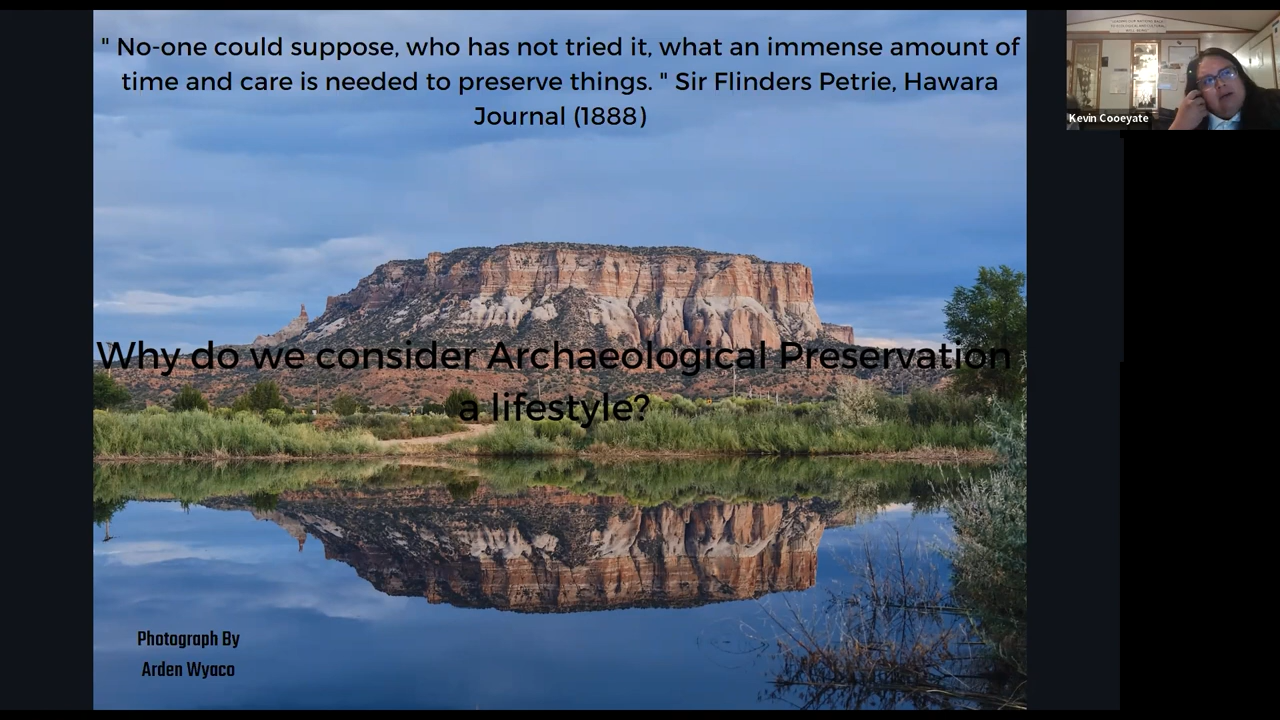 " No-one could suppose, who has not tried it, what an immense amount of
time and care is needed to preserve things. " Sir Flinders Petrie, Hawara
Journal (1888)
Kevin Cooeyate
Why do we consider Archaeological Preservation
a lifestyle?
Photograph By
Arden Wyaco